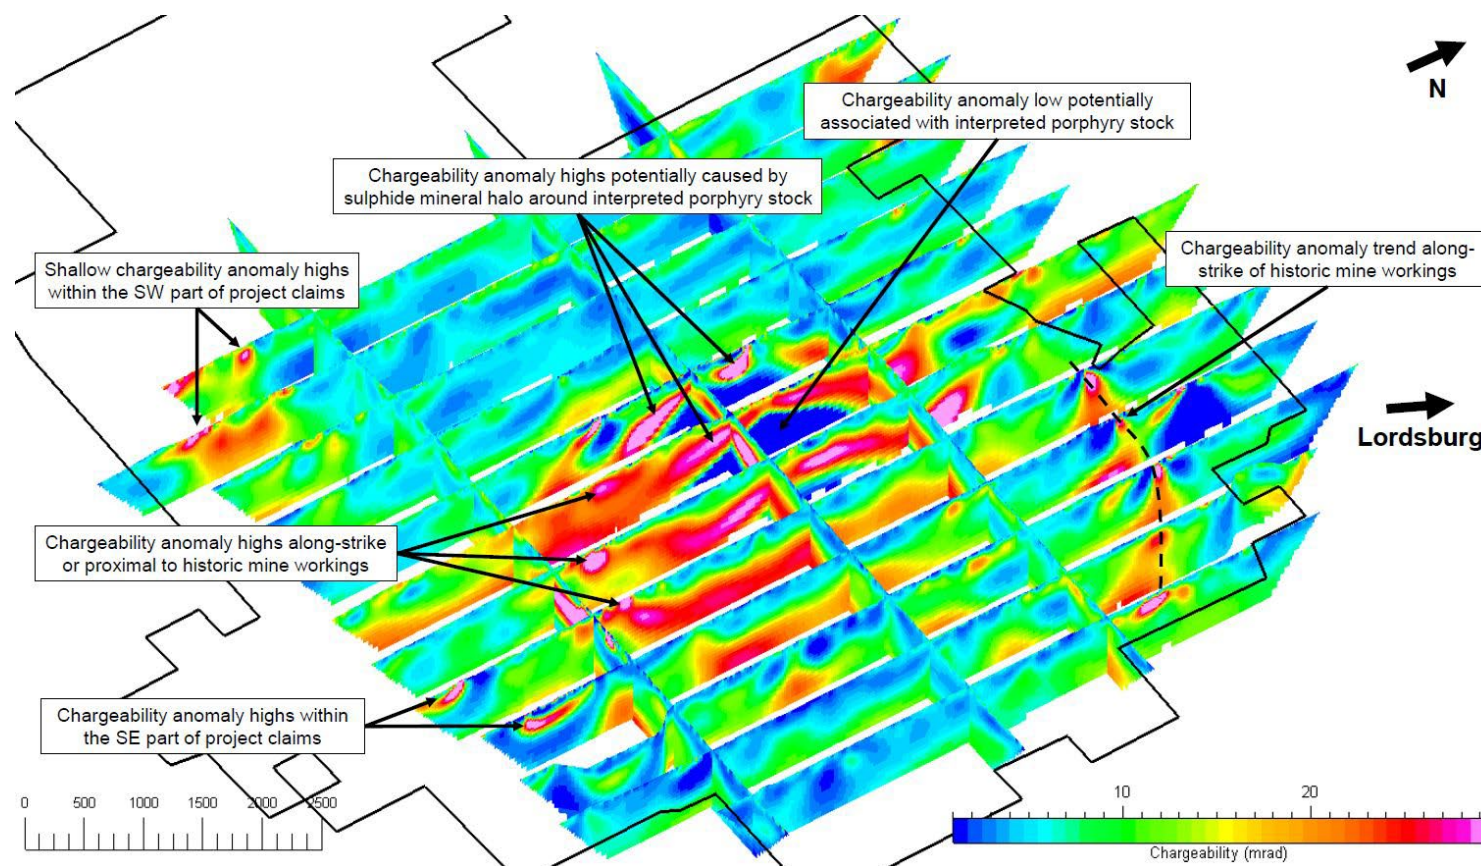 N
Chargeability anomaly low potentially
associated with interpreted porphyry stock
Chargeability anomaly highs potentially caused by
sulphide mineral halo around interpreted porphyry stock
Chargeability anomaly trend along-
strike of historic mine workings
Shallow chargeability anomaly highs
within the SW part of project claims
Lordsburg
Chargeability anomaly highs along-strike
or proximal to historic mine workings
Chargeability anomaly highs within
the SE part of project claims
0 500 1000 1500 2000 2500
10 20
Chargeability (mrad)